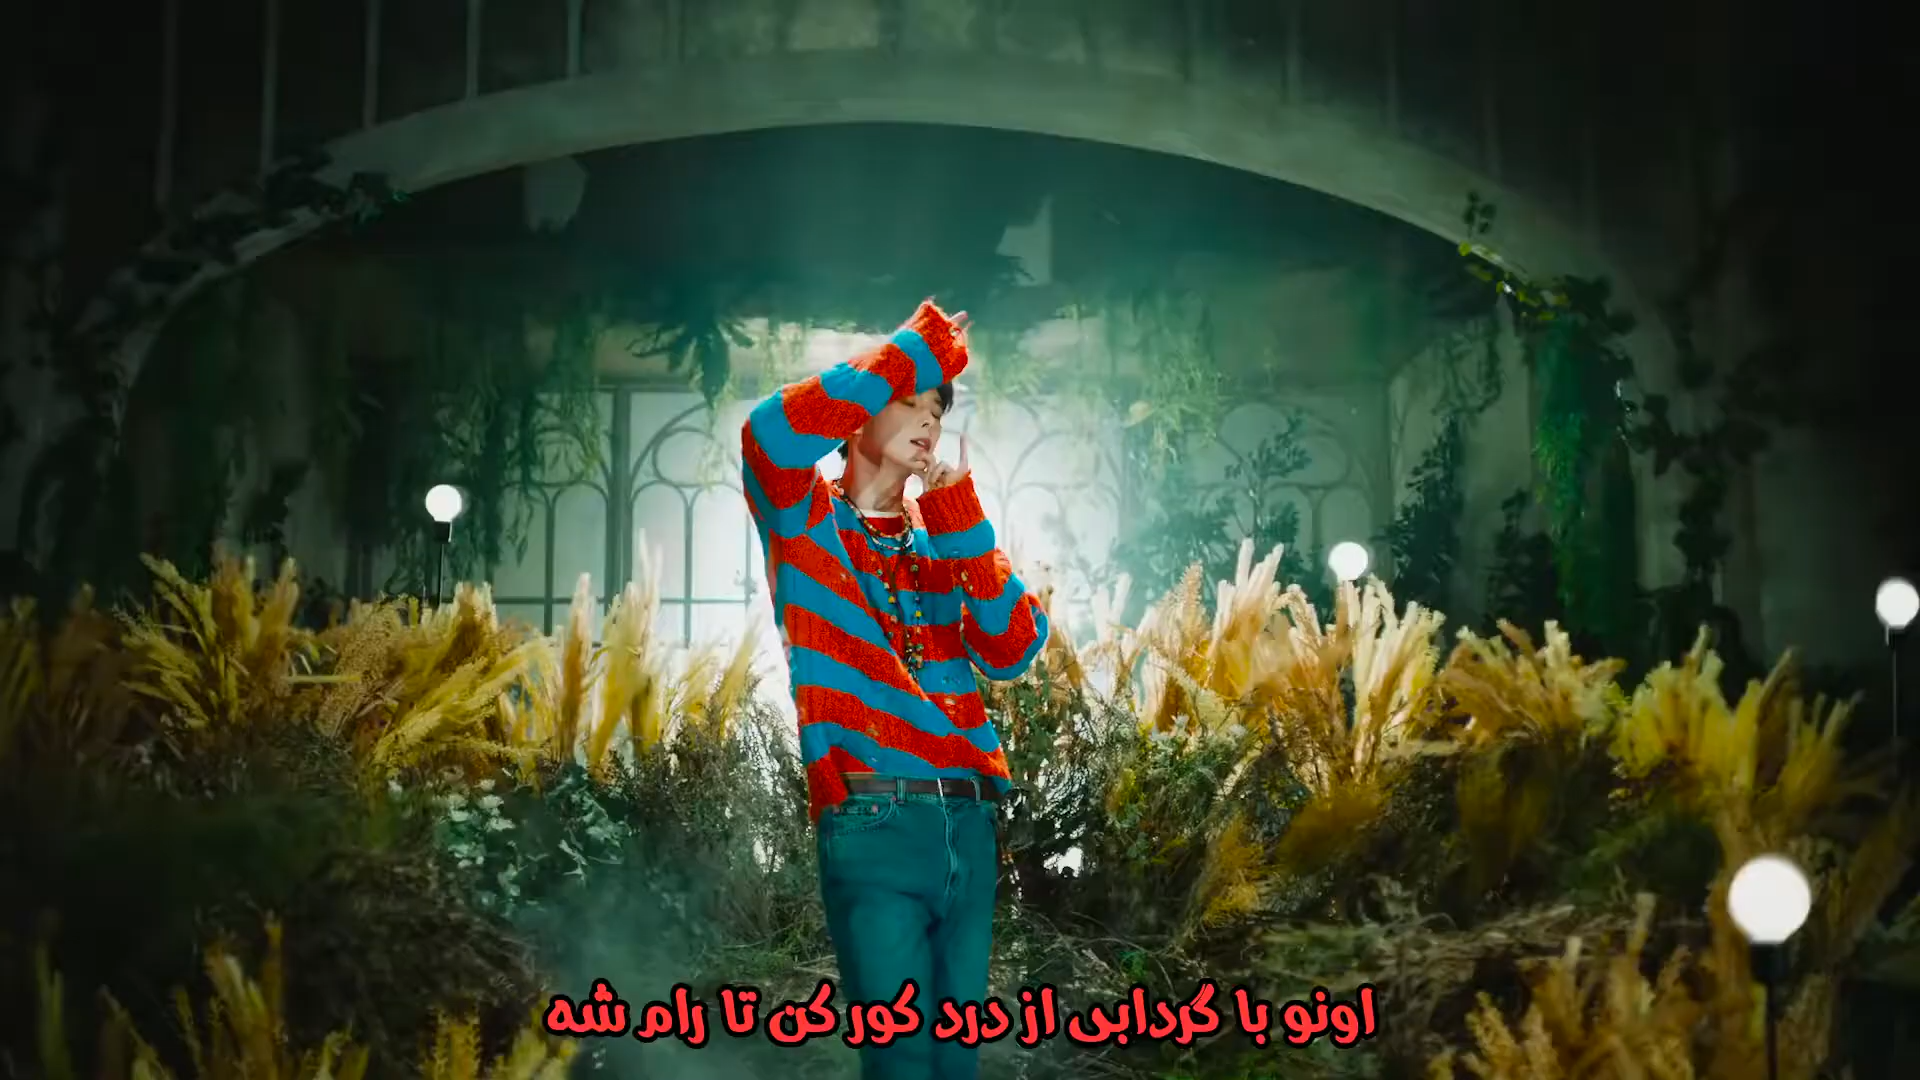 اونو با گردابی از درد کور کن تا رام شه